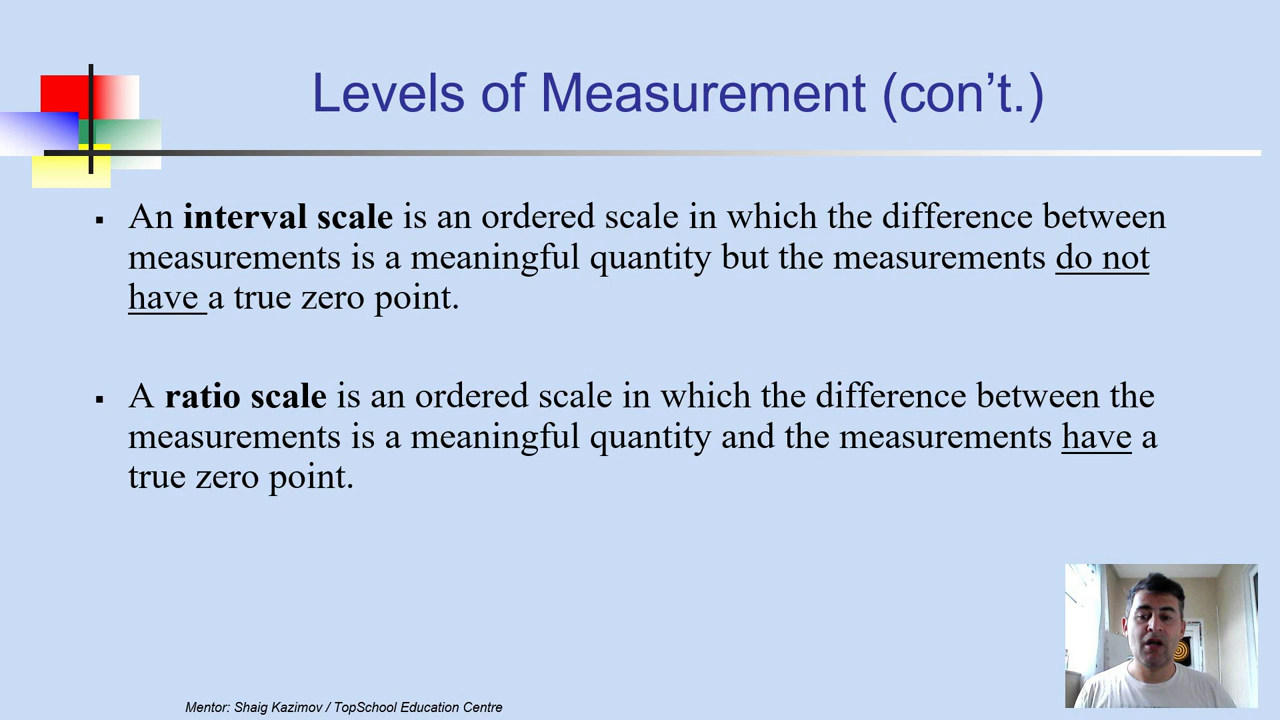 Levels of Measurement (con’t.)
▪ An interval scale is an ordered scale in which the difference between
measurements is a meaningful quantity but the measurements do not
have a true zero point.
▪ A ratio scale is an ordered scale in which the difference between the
measurements is a meaningful quantity and the measurements have a
true zero point.
Mentor: Shaig Kazimov / TopSchool Education Centre